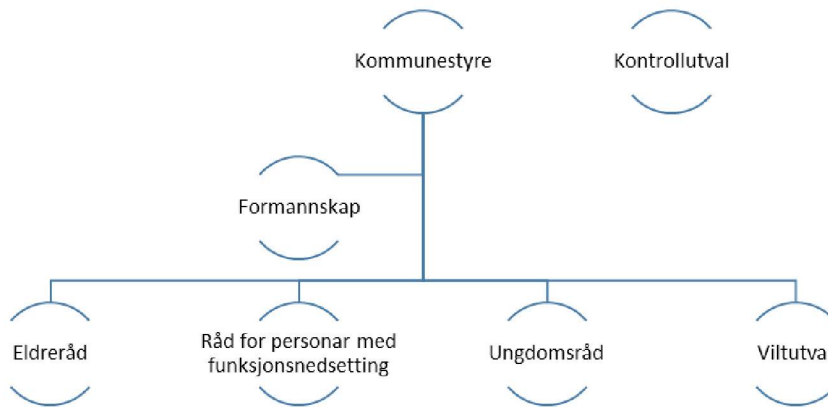 Kommunestyre
Kontrollutval
Formannskap
Eldreråd
Råd for personar med
funksjonsnedsetting
Ungdomsråd
Viltutva